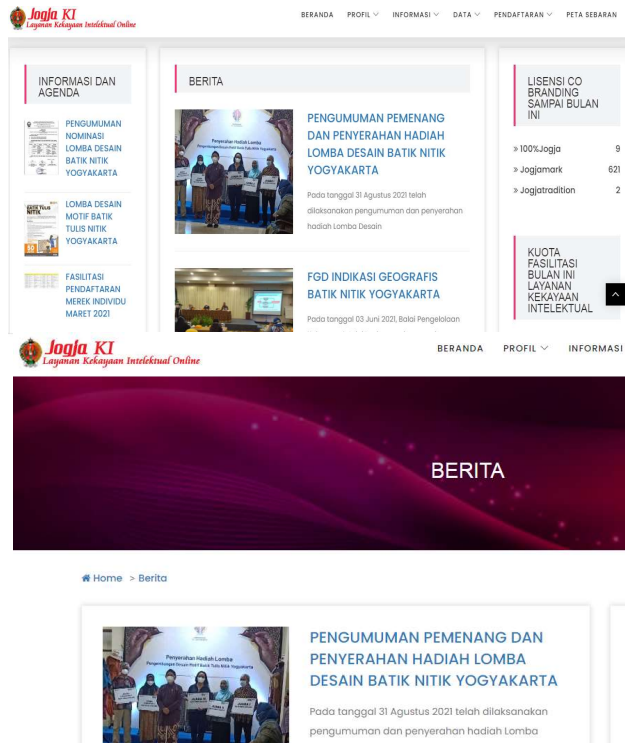 Jogja KI
Layanan Kekayaan Intelektual Online
BERANDA PROFIL INFORMASI DATA PENDAFTARAN PETA SEBARAN
INFORMASI DAN
AGENDA
PENGUMUMAN
NOMINASI
LOMBA DESAIN
BATIK NITIK
YOGYAKARTA
LOMBA DESAIN
MOTIF BATIK
TULIS NITIK
YOGYAKARTA
FASILITASI
PENDAFTARAN
MEREK INDIVIDU
MARET 2021
BERITA
Penyerahan Hadiah Lomba
PENGUMUMAN PEMENANG
DAN PENYERAHAN HADIAH
LOMBA DESAIN BATIK NITIK
YOGYAKARTA
Pada tanggal 31 Agustus 2021 telah
dilaksanakan pengumuman dan penyerahan
hadiah Lomba Desain
FGD INDIKASI GEOGRAFIS
BATIK NITIK YOGYAKARTA
Pada tanggal 03 Juni 2021, Balai Pengelolaan
LISENSI CO
BRANDING
SAMPAI BULAN
INI
» 100%Jogja 9
» Jogjamark 621
» Jogjatradition 2
KUOTA
FASILITASI
BULAN INI
LAYANAN
KEKAYAAN
INTELEKTUAL
Jogja KI
Layanan Kekayaan Intelektual Online
BERANDA PROFIL INFORMASI
BERITA
Home > Berita
Penyerahan Hadiah Lomba
Pengembangan Desain Motif Batik Tulis Nitik Yogyakarta
PENGUMUMAN PEMENANG DAN
PENYERAHAN HADIAH LOMBA
DESAIN BATIK NITIK YOGYAKARTA
Pada tanggal 31 Agustus 2021 telah dilaksanakan
pengumuman dan penyerahan hadiah Lomba